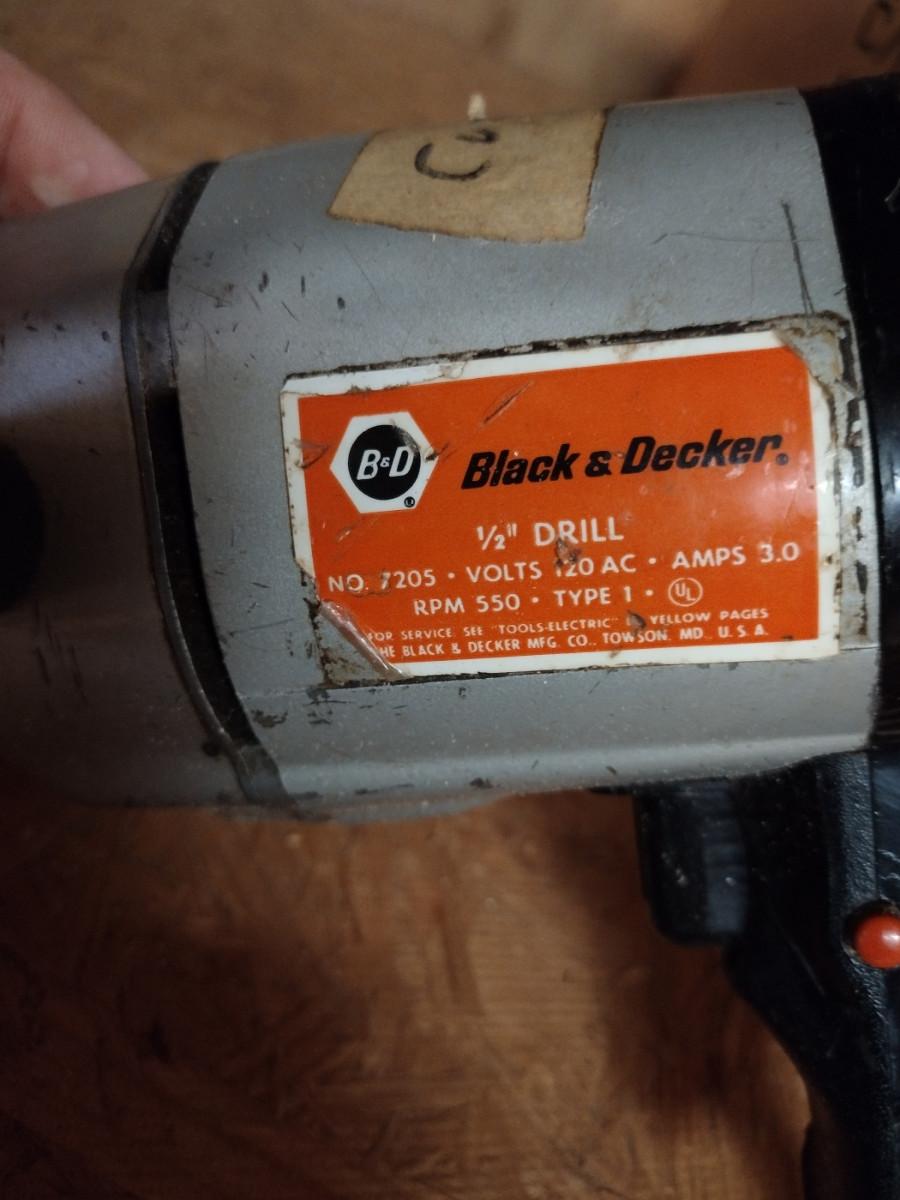 B&D
Black & Decker.
½" DRILL
NO. 7205 • VOLTS 120 AC • AMPS 3.0
RPM 550 • TYPE 1 • UL
FOR SERVICE SEE "TOOLS-ELECTRIC" YELLOW PAGES
THE BLACK & DECKER MFG. CO., TOWSON, MD., U.S.A.